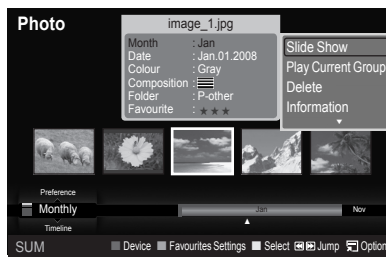 Photo
image_1.jpg
Month : Jan
Date : Jan.01.2008
Colour : Gray
Composition :
Folder : P-other
Favourite : ★ ★ ★
Slide Show
Play Current Group
Delete
Information
Preference
Monthly
Timeline
Jan
Nov
SUM
Device
Favourites Settings
Select
Jump
Option